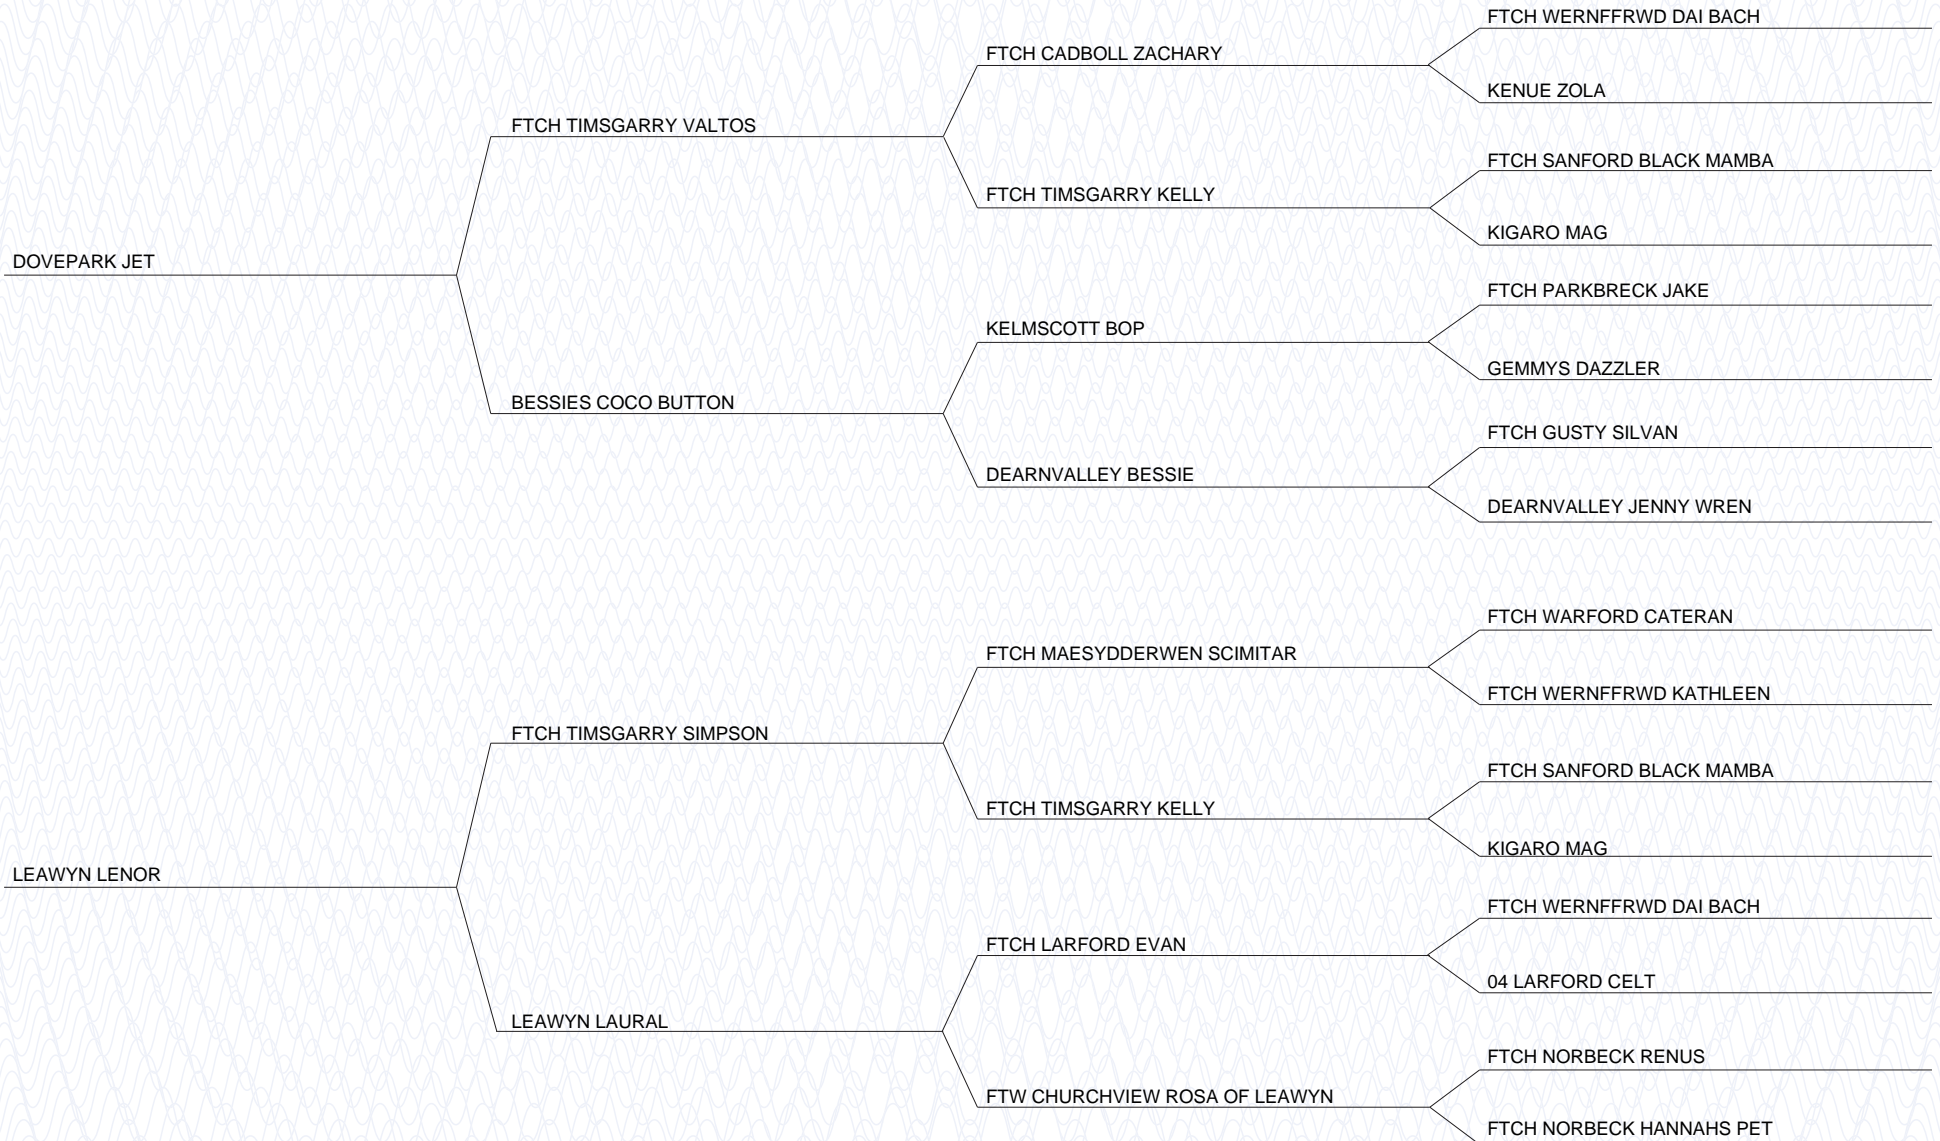 DOVEPARK JET
FTCH TIMSGARRY VALTOS
FTCH CADBOLL ZACHARY
FTCH WERNFFRWD DAI BACH
KENUE ZOLA
FTCH TIMSGARRY KELLY
FTCH SANFORD BLACK MAMBA
KIGARO MAG
BESSIES COCO BUTTON
KELMSCOTT BOP
FTCH PARKBRECK JAKE
GEMMYS DAZZLER
DEARNVALLEY BESSIE
FTCH GUSTY SILVAN
DEARNVALLEY JENNY WREN
LEAWYN LENOR
FTCH TIMSGARRY SIMPSON
FTCH MAESYDDERWEN SCIMITAR
FTCH WARFORD CATERAN
FTCH WERNFFRWD KATHLEEN
FTCH TIMSGARRY KELLY
FTCH SANFORD BLACK MAMBA
KIGARO MAG
LEAWYN LAURAL
FTCH LARFORD EVAN
FTCH WERNFFRWD DAI BACH
04 LARFORD CELT
FTW CHURCHVIEW ROSA OF LEAWYN
FTCH NORBECK RENUS
FTCH NORBECK HANNAHS PET